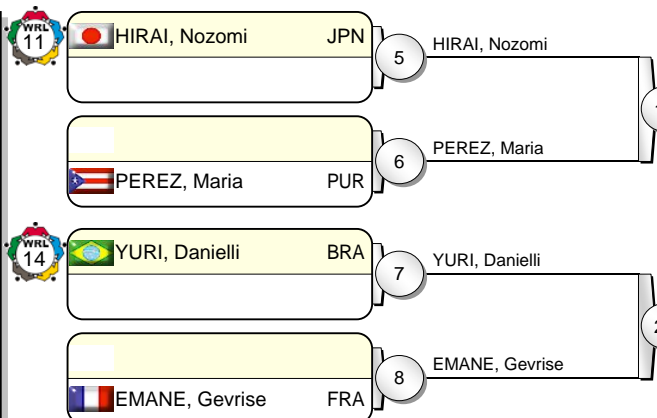 WRL
11
HIRAI, Nozomi JPN
5
HIRAI, Nozomi
PEREZ, Maria PUR
6
PEREZ, Maria
WRL
14
YURI, Danielli BRA
7
YURI, Danielli
EMANE, Gevrise FRA
8
EMANE, Gevrise